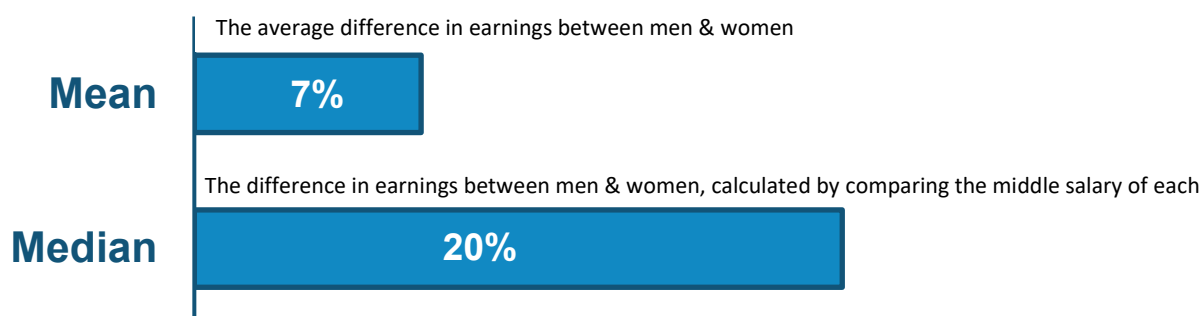 The average difference in earnings between men & women
Mean
7%
The difference in earnings between men & women, calculated by comparing the middle salary of each
Median
20%